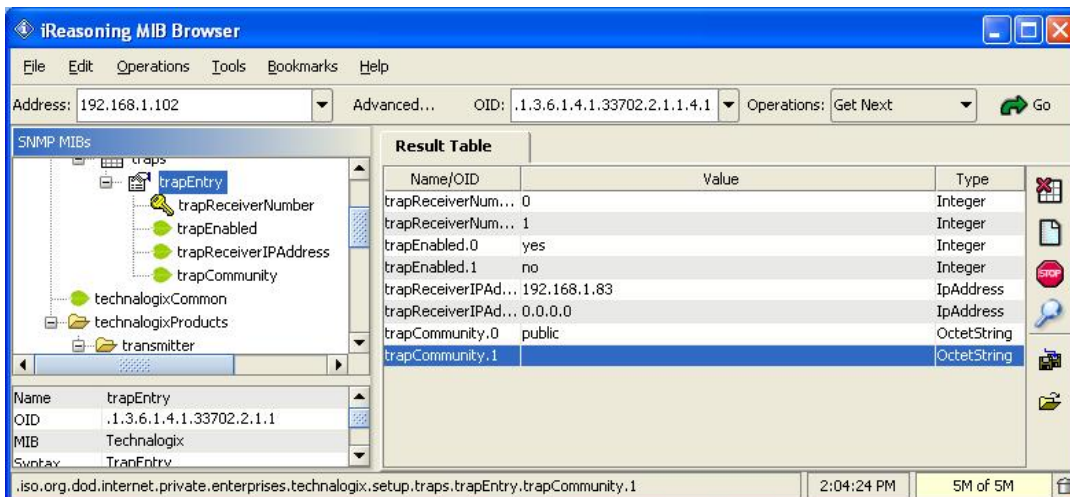 iReasoning MIB Browser
File Edit Operations Tools Bookmarks Help
Address: 192.168.1.102 Advanced... OID: .1.3.6.1.4.1.33702.2.1.1.4.1 Operations: Get Next Go
SNMP MIBs
traps
trapEntry
trapReceiverNumber
trapEnabled
trapReceiverIPAddress
trapCommunity
technalogixCommon
technalogixProducts
transmitter
Name trapEntry
OID .1.3.6.1.4.1.33702.2.1.1
MIB Technalogix
Syntax TrapEntry
Result Table
Name/OID Value Type
trapReceiverNum... 0 Integer
trapReceiverNum... 1 Integer
trapEnabled.0 yes Integer
trapEnabled.1 no Integer
trapReceiverIPAd... 192.168.1.83 IpAddress
trapReceiverIPAd... 0.0.0.0 IpAddress
trapCommunity.0 public OctetString
trapCommunity.1 OctetString
STOP
.iso.org.dod.internet.private.enterprises.technalogix.setup.traps.trapEntry.trapCommunity.1 2:04:24 PM 5M of 5M